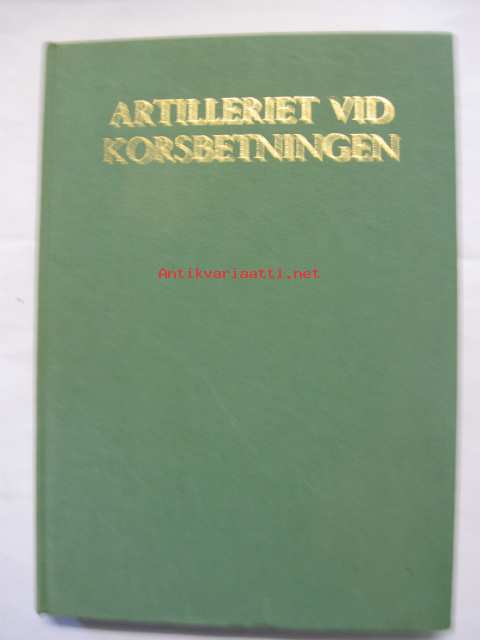 ARTILLERIET VID
KORSBETNINGEN
Antikvariaatti.net